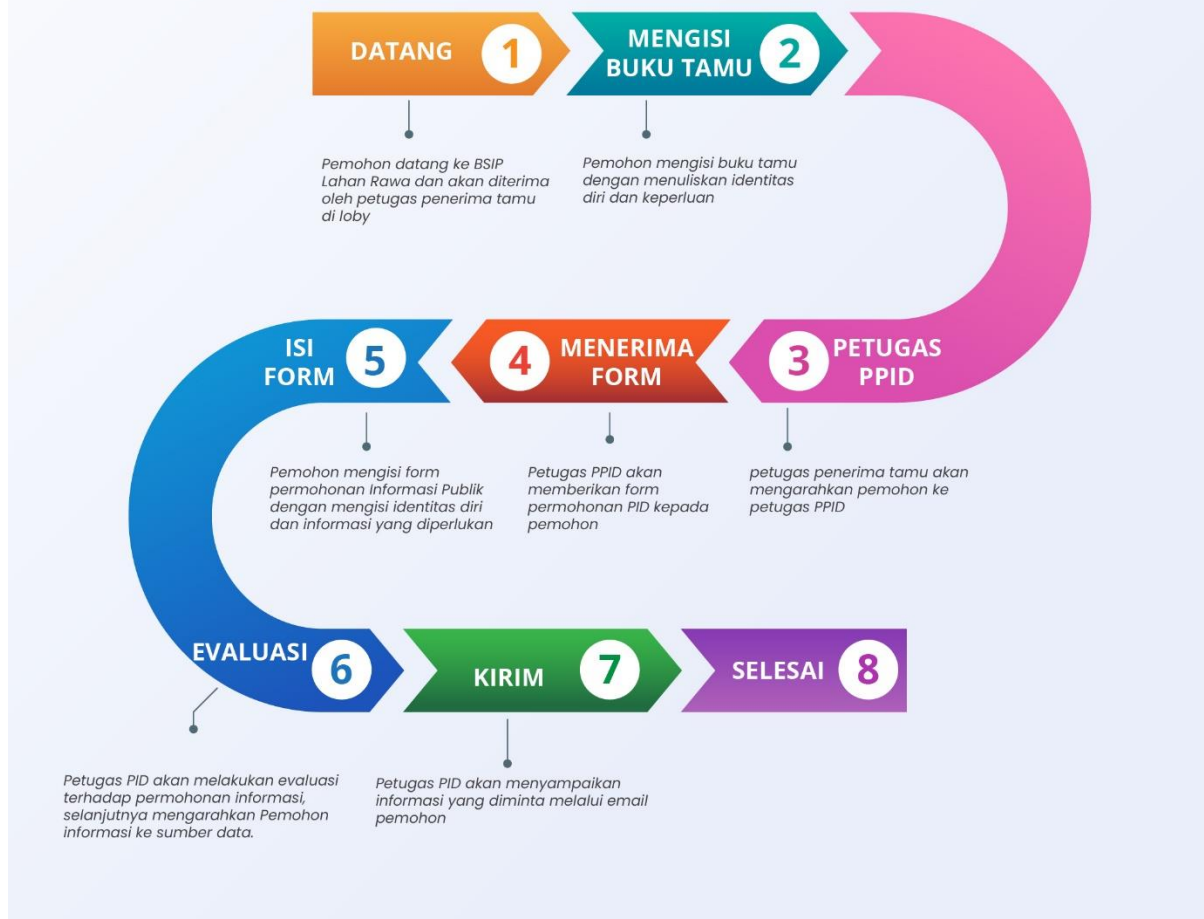 DATANG 1
MENGISI
BUKU TAMU 2
Pemohon datang ke BSIP
Lahan Rawa dan akan diterima
oleh petugas penerima tamu
di loby
Pemohon mengisi buku tamu
dengan menuliskan identitas
diri dan keperluan
3 PETUGAS
PPID
petugas penerima tamu akan
mengarahkan pemohon ke
petugas PPID
4 MENERIMA
FORM
Petugas PPID akan
memberikan form
permohonan PID kepada
pemohon
ISI
FORM 5
Pemohon mengisi form
permohonan Informasi Publik
dengan mengisi identitas diri
dan informasi yang diperlukan
EVALUASI 6
Petugas PID akan melakukan evaluasi
terhadap permohonan informasi,
selanjutnya mengarahkan Pemohon
informasi ke sumber data.
KIRIM 7
Petugas PID akan menyampaikan
informasi yang diminta melalui email
pemohon
SELESAI 8